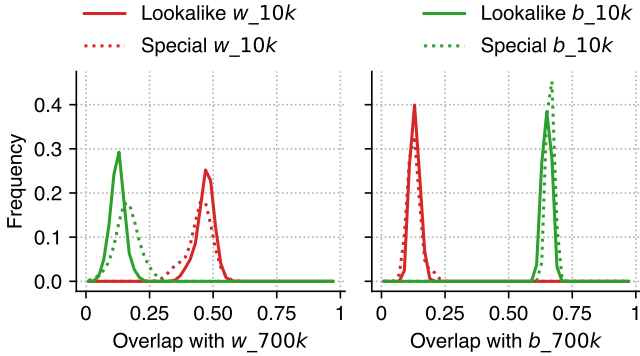 Lookalike w_10k
Special w_10k
Lookalike b_10k
Special b_10k
Frequency
0.4
0.3
0.2
0.1
0.0
0 0.25 0.50 0.75 1
0 0.25 0.50 0.75 1
Overlap with w_700k
Overlap with b_700k